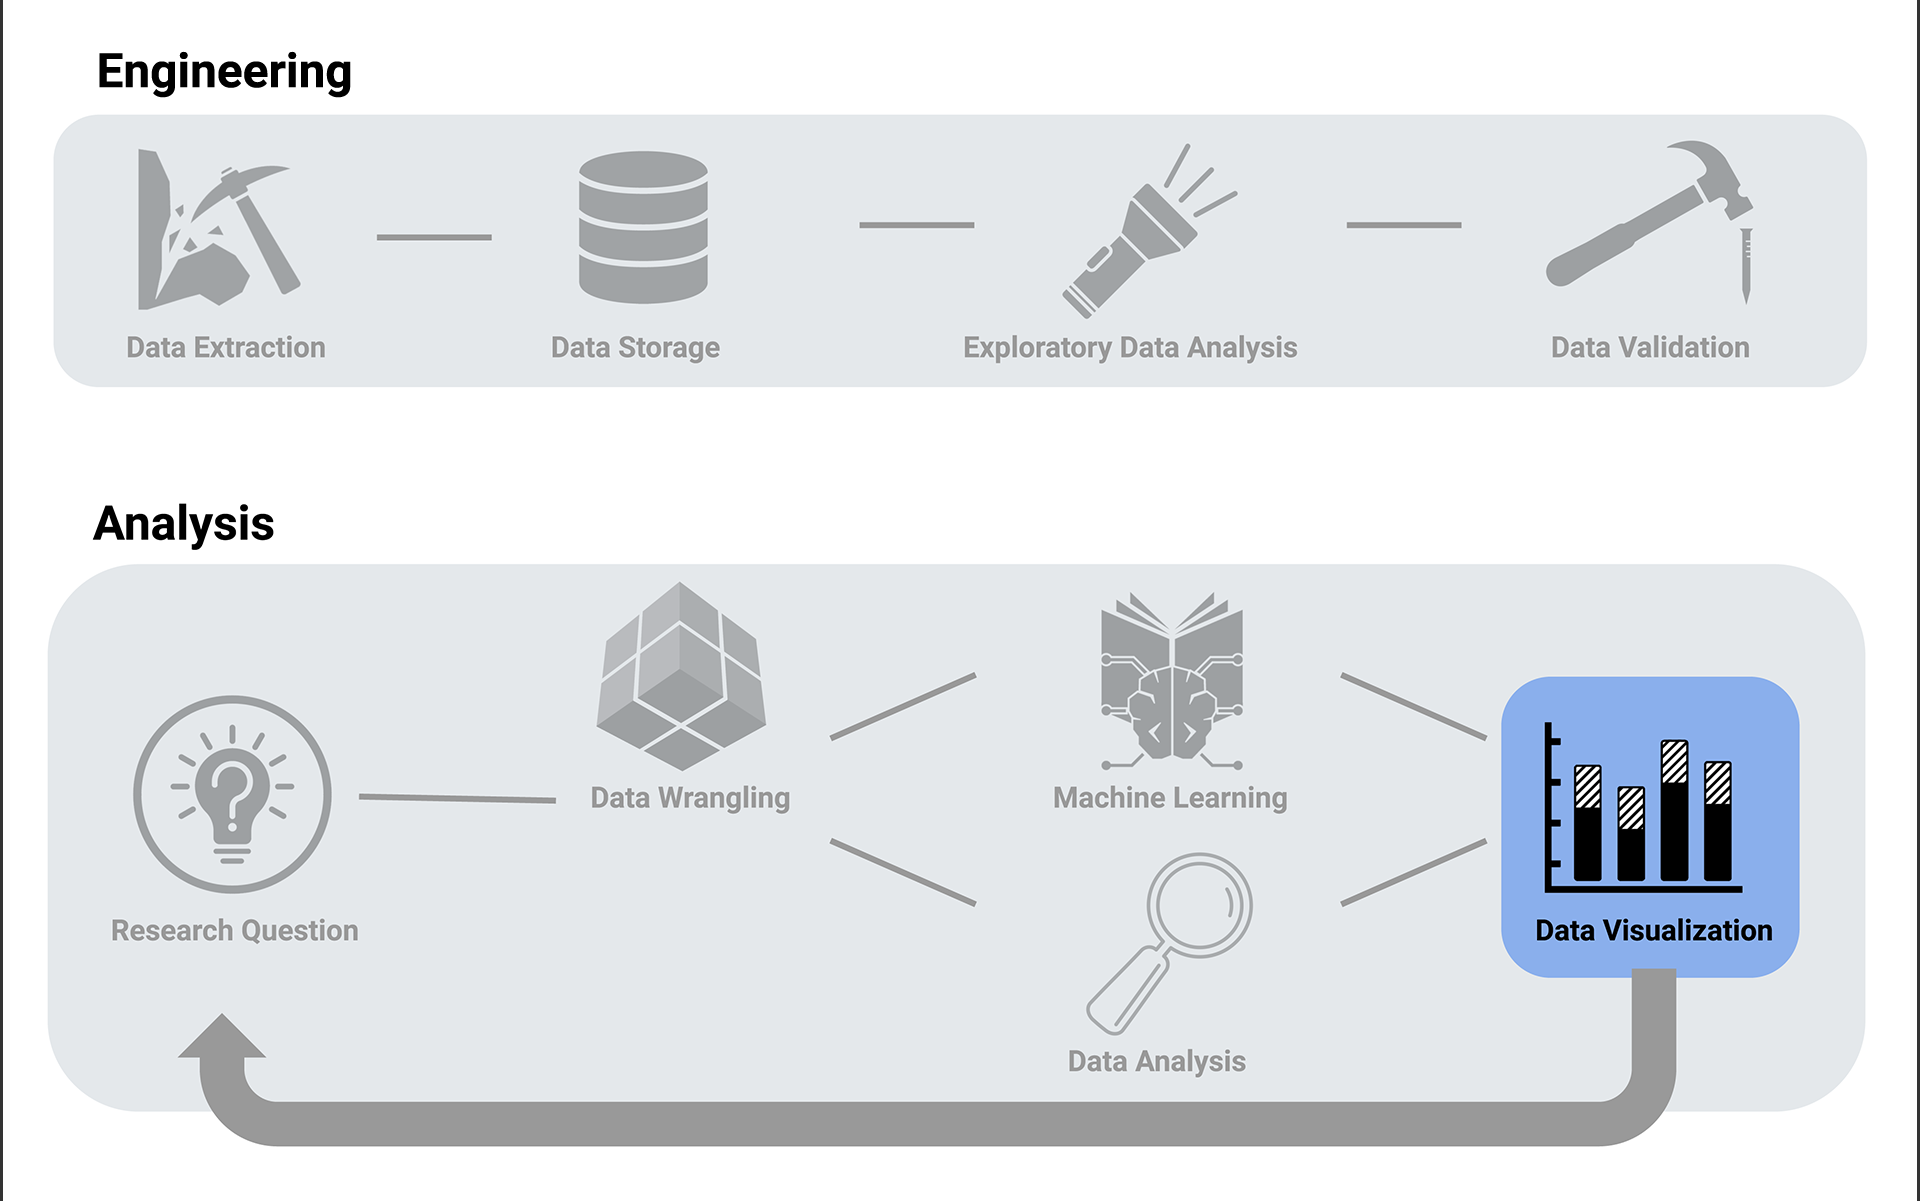 Engineering
Data Extraction
Data Storage
Exploratory Data Analysis
Data Validation
Analysis
Research Question
Data Wrangling
Machine Learning
Data Analysis
Data Visualization